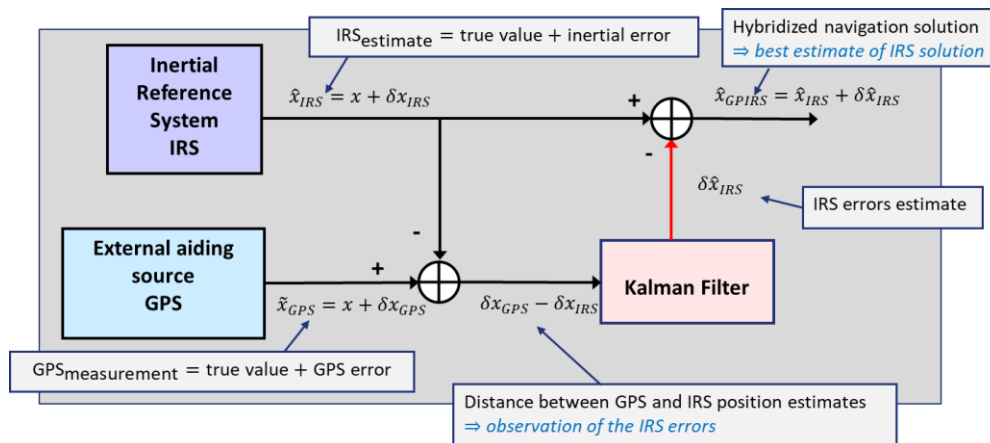 IRSestimate = true value + inertial error
Hybridized navigation solution
⇒ best estimate of IRS solution
Inertial
Reference
System
IRS
x̂_IRS = x + δx_IRS
+
x̂_GPIRS = x̂_IRS + δx̂_IRS
-
δx̂_IRS
IRS errors estimate
-
External aiding
source
GPS
+
x̃_GPS = x + δx_GPS
δx_GPS − δx_IRS
Kalman Filter
GPSmeasurement = true value + GPS error
Distance between GPS and IRS position estimates
⇒ observation of the IRS errors